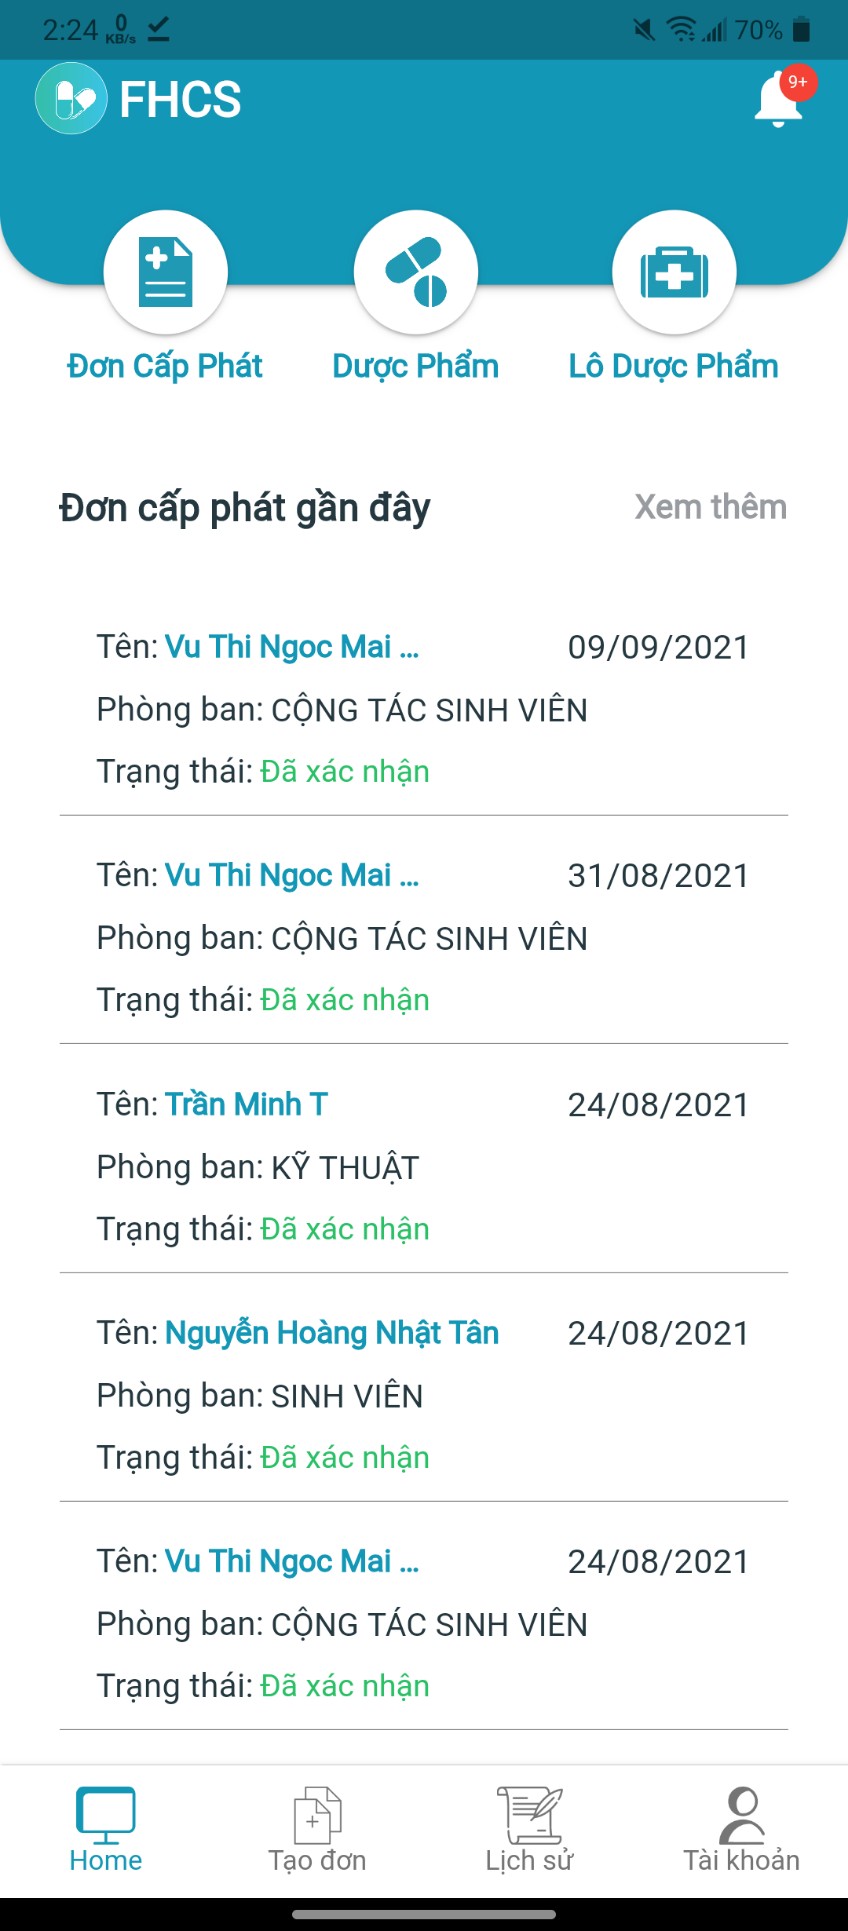 2:24 0 KB/s 70%
FHCS 9+
Đơn Cấp Phát Dược Phẩm Lô Dược Phẩm
Đơn cấp phát gần đây Xem thêm
Tên: Vu Thi Ngoc Mai ... 09/09/2021
Phòng ban: CỘNG TÁC SINH VIÊN
Trạng thái: Đã xác nhận
Tên: Vu Thi Ngoc Mai ... 31/08/2021
Phòng ban: CỘNG TÁC SINH VIÊN
Trạng thái: Đã xác nhận
Tên: Trần Minh T 24/08/2021
Phòng ban: KỸ THUẬT
Trạng thái: Đã xác nhận
Tên: Nguyễn Hoàng Nhật Tân 24/08/2021
Phòng ban: SINH VIÊN
Trạng thái: Đã xác nhận
Tên: Vu Thi Ngoc Mai ... 24/08/2021
Phòng ban: CỘNG TÁC SINH VIÊN
Trạng thái: Đã xác nhận
Home Tạo đơn Lịch sử Tài khoản